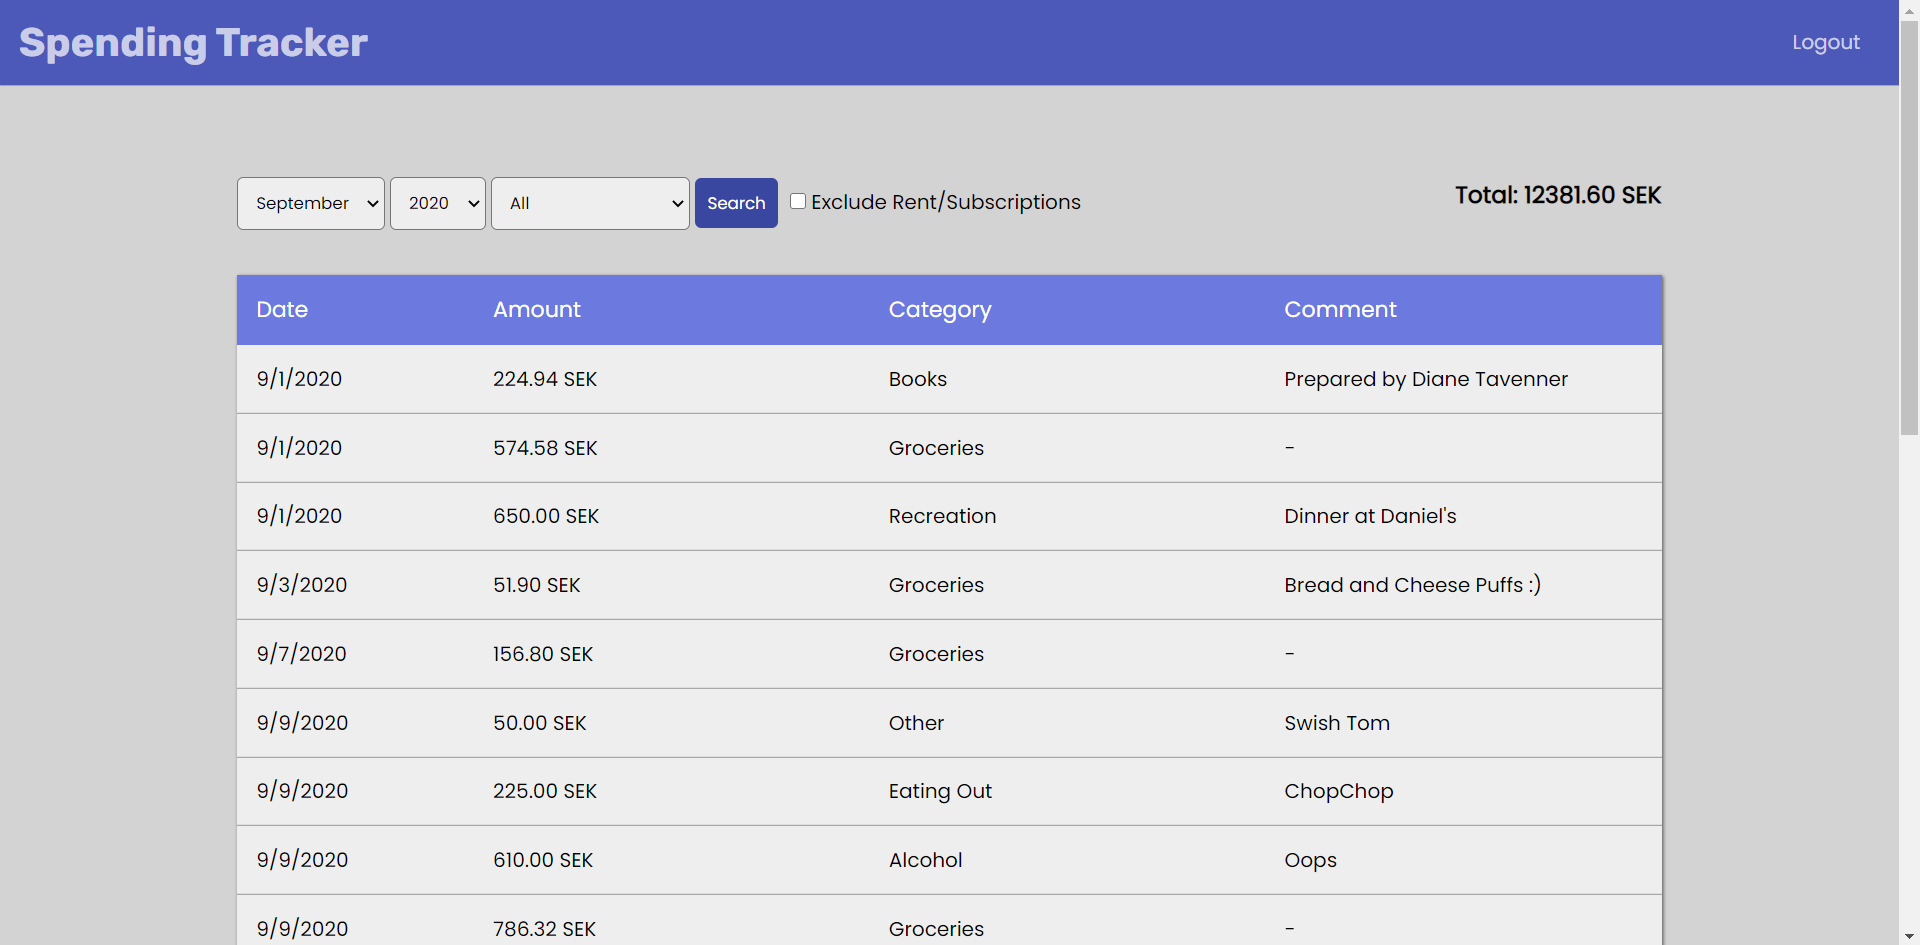 Spending Tracker Logout
September 2020 All Search Exclude Rent/Subscriptions Total: 12381.60 SEK
Date Amount Category Comment
9/1/2020 224.94 SEK Books Prepared by Diane Tavenner
9/1/2020 574.58 SEK Groceries -
9/1/2020 650.00 SEK Recreation Dinner at Daniel's
9/3/2020 51.90 SEK Groceries Bread and Cheese Puffs :)
9/7/2020 156.80 SEK Groceries -
9/9/2020 50.00 SEK Other Swish Tom
9/9/2020 225.00 SEK Eating Out ChopChop
9/9/2020 610.00 SEK Alcohol Oops
9/9/2020 786.32 SEK Groceries -